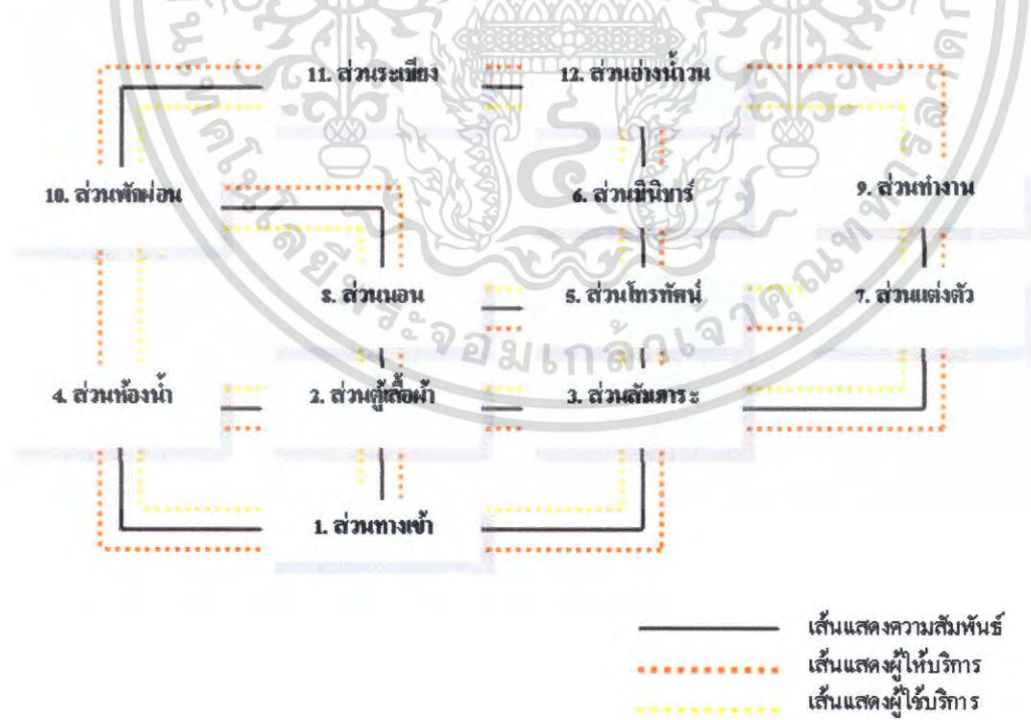 11. ส่วนระเบียง
12. ส่วนอ่างน้ำวน
10. ส่วนพักผ่อน
6. ส่วนมินิบาร์
9. ส่วนทำงาน
8. ส่วนนอน
5. ส่วนโทรทัศน์
7. ส่วนแต่งตัว
4. ส่วนห้องน้ำ
2. ส่วนตู้เสื้อผ้า
3. ส่วนสัมภาระ
1. ส่วนทางเข้า
เส้นแสดงความสัมพันธ์
เส้นแสดงผู้ให้บริการ
เส้นแสดงผู้ใช้บริการ